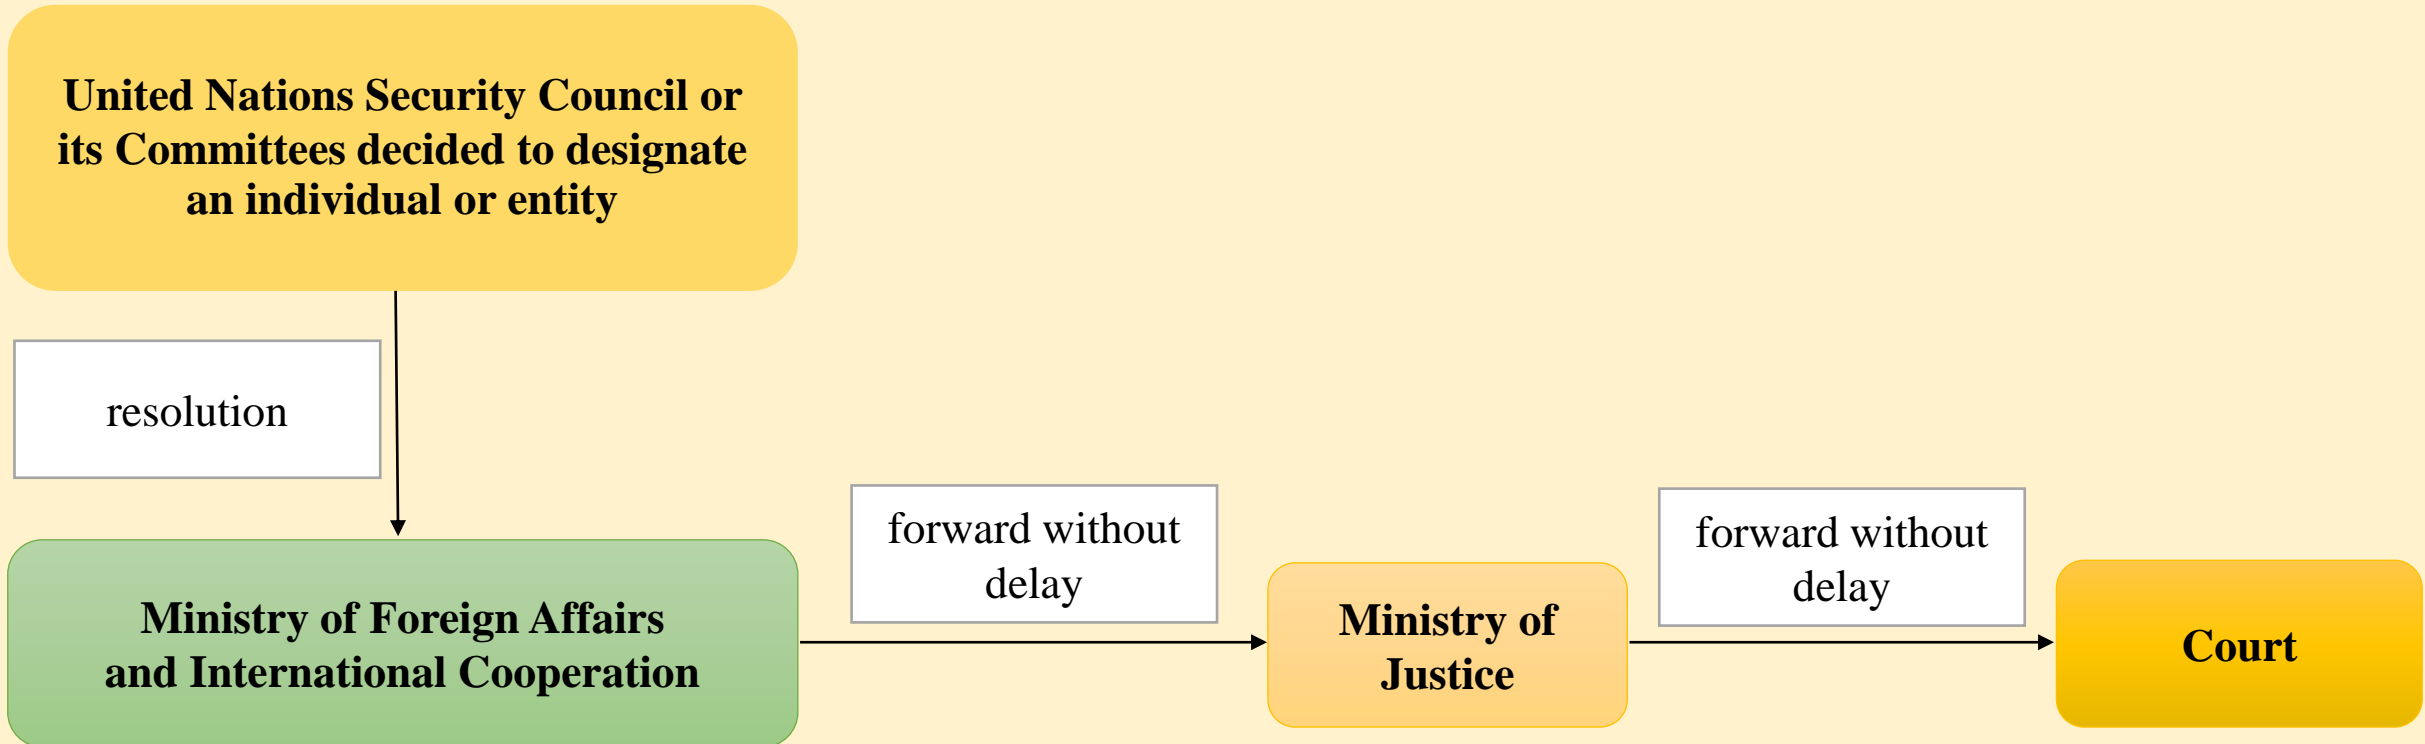 United Nations Security Council or
its Committees decided to designate
an individual or entity
resolution
forward without
delay
forward without
delay
Ministry of Foreign Affairs
and International Cooperation
Ministry of
Justice
Court